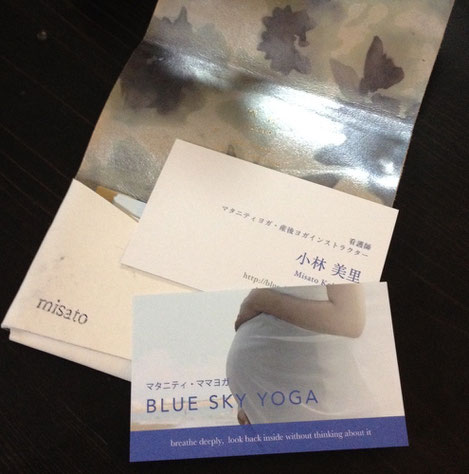 看護師
マタニティヨガ・産後ヨガインストラクター
小林 美里
Misato K
http://blu
misato
マタニティ・ママヨガ
BLUE SKY YOGA
breathe deeply, look back inside without thinking about it